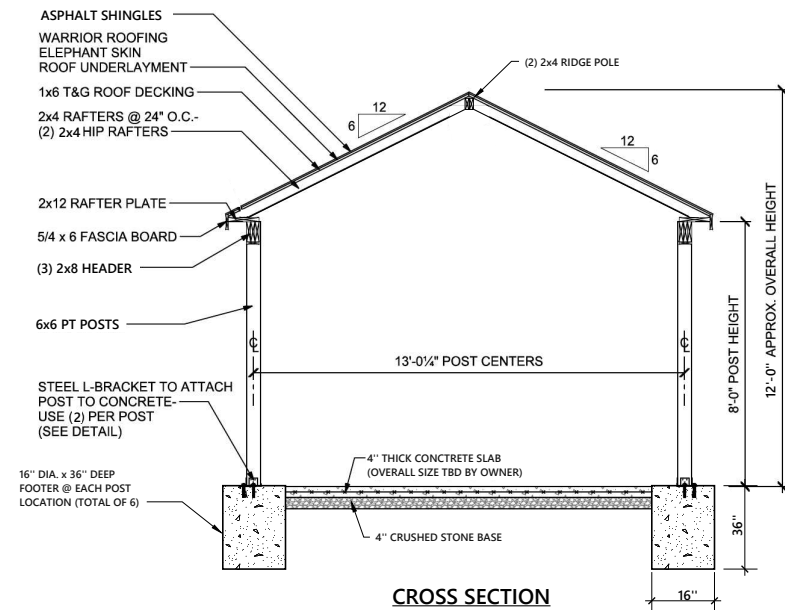 ASPHALT SHINGLES
WARRIOR ROOFING
ELEPHANT SKIN
ROOF UNDERLAYMENT
1x6 T&G ROOF DECKING
2x4 RAFTERS @ 24" O.C.-
(2) 2x4 HIP RAFTERS
2x12 RAFTER PLATE
5/4 x 6 FASCIA BOARD
(3) 2x8 HEADER
6x6 PT POSTS
STEEL L-BRACKET TO ATTACH
POST TO CONCRETE-
USE (2) PER POST
(SEE DETAIL)
16" DIA. x 36" DEEP
FOOTER @ EACH POST
LOCATION (TOTAL OF 6)
(2) 2x4 RIDGE POLE
12
6
12
6
℄
℄
13'-0¼" POST CENTERS
4" THICK CONCRETE SLAB
(OVERALL SIZE TBD BY OWNER)
4" CRUSHED STONE BASE
8'-0" POST HEIGHT
12'-0" APPROX. OVERALL HEIGHT
36"
16"
CROSS SECTION